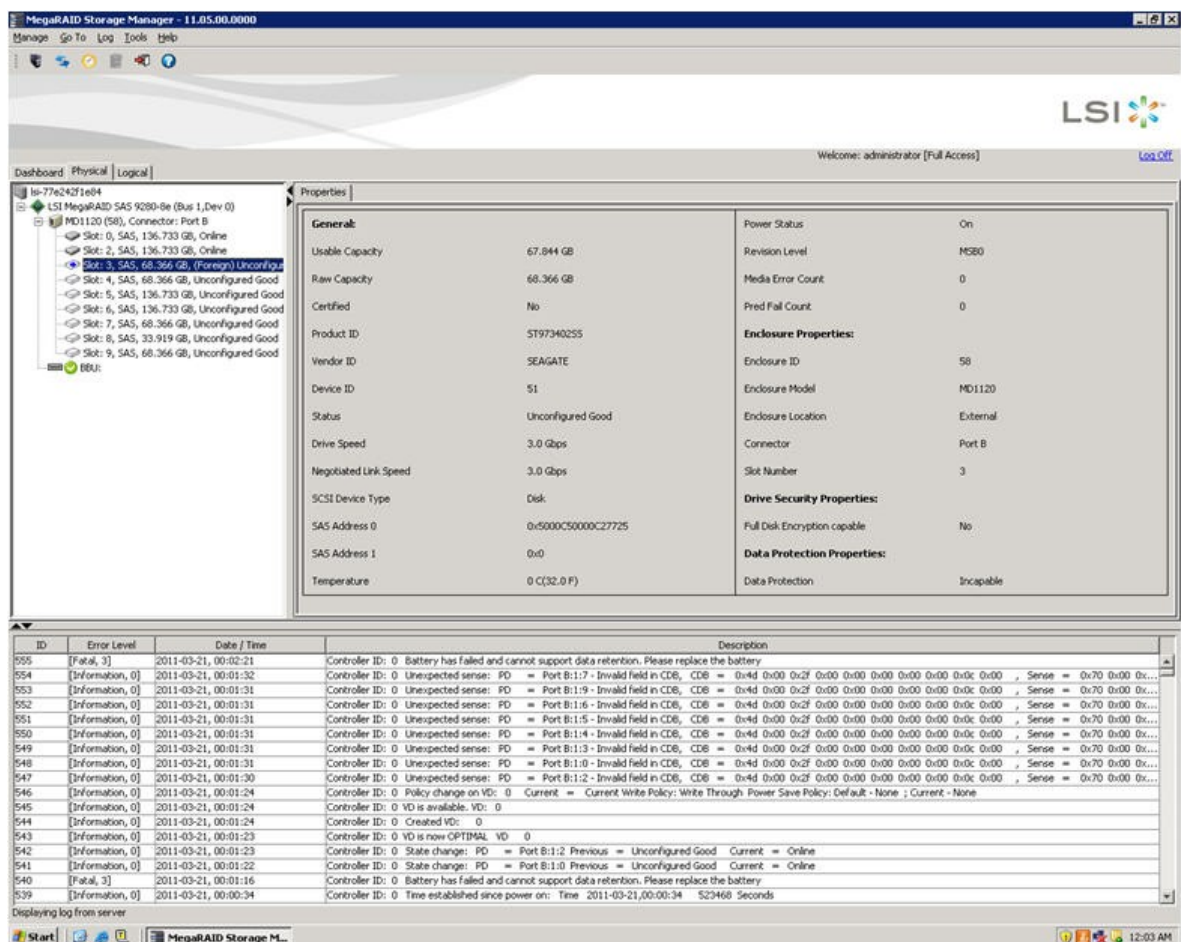 MegaRAID Storage Manager - 11.05.00.0000
Manage Go To Log Tools Help
LSI
Welcome: administrator [Full Access]
Log Off
Dashboard Physical Logical
lsi-77e242f1e84
LSI MegaRAID SAS 9280-8e (Bus 1,Dev 0)
MD1120 (58), Connector: Port B
Slot: 0, SAS, 136.733 GB, Online
Slot: 2, SAS, 136.733 GB, Online
Slot: 3, SAS, 68.366 GB, (Foreign) Unconfigu
Slot: 4, SAS, 68.366 GB, Unconfigured Good
Slot: 5, SAS, 136.733 GB, Unconfigured Good
Slot: 6, SAS, 136.733 GB, Unconfigured Good
Slot: 7, SAS, 68.366 GB, Unconfigured Good
Slot: 8, SAS, 33.919 GB, Unconfigured Good
Slot: 9, SAS, 68.366 GB, Unconfigured Good
BBU:
Properties
General:
Usable Capacity 67.844 GB
Raw Capacity 68.366 GB
Certified No
Product ID ST973402SS
Vendor ID SEAGATE
Device ID 51
Status Unconfigured Good
Drive Speed 3.0 Gbps
Negotiated Link Speed 3.0 Gbps
SCSI Device Type Disk
SAS Address 0 0x5000C50000C27725
SAS Address 1 0x0
Temperature 0 C(32.0 F)
Power Status On
Revision Level MSB0
Media Error Count 0
Pred Fail Count 0
Enclosure Properties:
Enclosure ID 58
Enclosure Model MD1120
Enclosure Location External
Connector Port B
Slot Number 3
Drive Security Properties:
Full Disk Encryption capable No
Data Protection Properties:
Data Protection Incapable
ID Error Level Date / Time Description
555 [Fatal, 3] 2011-03-21, 00:02:21 Controller ID: 0 Battery has failed and cannot support data retention. Please replace the battery
554 [Information, 0] 2011-03-21, 00:01:32 Controller ID: 0 Unexpected sense: PD = Port B:1:7 - Invalid field in CDB, CDB = 0x4d 0x00 0x2f 0x00 0x00 0x00 0x00 0x0c 0x00 , Sense = 0x70 0x00 0x...
553 [Information, 0] 2011-03-21, 00:01:31 Controller ID: 0 Unexpected sense: PD = Port B:1:9 - Invalid field in CDB, CDB = 0x4d 0x00 0x2f 0x00 0x00 0x00 0x00 0x0c 0x00 , Sense = 0x70 0x00 0x...
552 [Information, 0] 2011-03-21, 00:01:31 Controller ID: 0 Unexpected sense: PD = Port B:1:6 - Invalid field in CDB, CDB = 0x4d 0x00 0x2f 0x00 0x00 0x00 0x00 0x0c 0x00 , Sense = 0x70 0x00 0x...
551 [Information, 0] 2011-03-21, 00:01:31 Controller ID: 0 Unexpected sense: PD = Port B:1:5 - Invalid field in CDB, CDB = 0x4d 0x00 0x2f 0x00 0x00 0x00 0x00 0x0c 0x00 , Sense = 0x70 0x00 0x...
550 [Information, 0] 2011-03-21, 00:01:31 Controller ID: 0 Unexpected sense: PD = Port B:1:4 - Invalid field in CDB, CDB = 0x4d 0x00 0x2f 0x00 0x00 0x00 0x00 0x0c 0x00 , Sense = 0x70 0x00 0x...
549 [Information, 0] 2011-03-21, 00:01:31 Controller ID: 0 Unexpected sense: PD = Port B:1:3 - Invalid field in CDB, CDB = 0x4d 0x00 0x2f 0x00 0x00 0x00 0x00 0x0c 0x00 , Sense = 0x70 0x00 0x...
548 [Information, 0] 2011-03-21, 00:01:31 Controller ID: 0 Unexpected sense: PD = Port B:1:0 - Invalid field in CDB, CDB = 0x4d 0x00 0x2f 0x00 0x00 0x00 0x00 0x0c 0x00 , Sense = 0x70 0x00 0x...
547 [Information, 0] 2011-03-21, 00:01:30 Controller ID: 0 Unexpected sense: PD = Port B:1:2 - Invalid field in CDB, CDB = 0x4d 0x00 0x2f 0x00 0x00 0x00 0x00 0x0c 0x00 , Sense = 0x70 0x00 0x...
546 [Information, 0] 2011-03-21, 00:01:24 Controller ID: 0 Policy change on VD: 0 Current = Current Write Policy: Write Through Power Save Policy: Default - None ; Current - None
545 [Information, 0] 2011-03-21, 00:01:24 Controller ID: 0 VD is available. VD: 0
544 [Information, 0] 2011-03-21, 00:01:24 Controller ID: 0 Created VD: 0
543 [Information, 0] 2011-03-21, 00:01:23 Controller ID: 0 VD is now OPTIMAL VD 0
542 [Information, 0] 2011-03-21, 00:01:23 Controller ID: 0 State change: PD = Port B:1:2 Previous = Unconfigured Good Current = Online
541 [Information, 0] 2011-03-21, 00:01:22 Controller ID: 0 State change: PD = Port B:1:0 Previous = Unconfigured Good Current = Online
540 [Fatal, 3] 2011-03-21, 00:01:16 Controller ID: 0 Battery has failed and cannot support data retention. Please replace the battery
539 [Information, 0] 2011-03-21, 00:00:34 Controller ID: 0 Time established since power on: Time 2011-03-21,00:00:34 523468 Seconds
Displaying log from server
Start MegaRAID Storage M... 12:03 AM